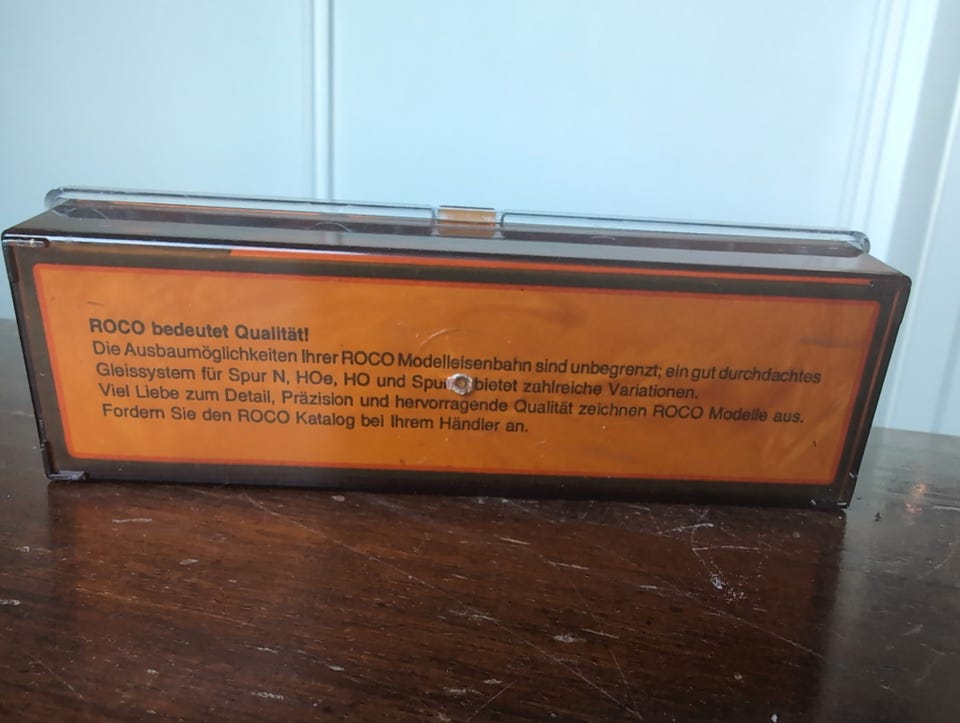 ROCO bedeutet Qualität!
Die Ausbaumöglichkeiten Ihrer ROCO Modelleisenbahn sind unbegrenzt; ein gut durchdachtes
Gleissystem für Spur N, HOe, HO und Spur bietet zahlreiche Variationen.
Viel Liebe zum Detail, Präzision und hervorragende Qualität zeichnen ROCO Modelle aus.
Fordern Sie den ROCO Katalog bei Ihrem Händler an.